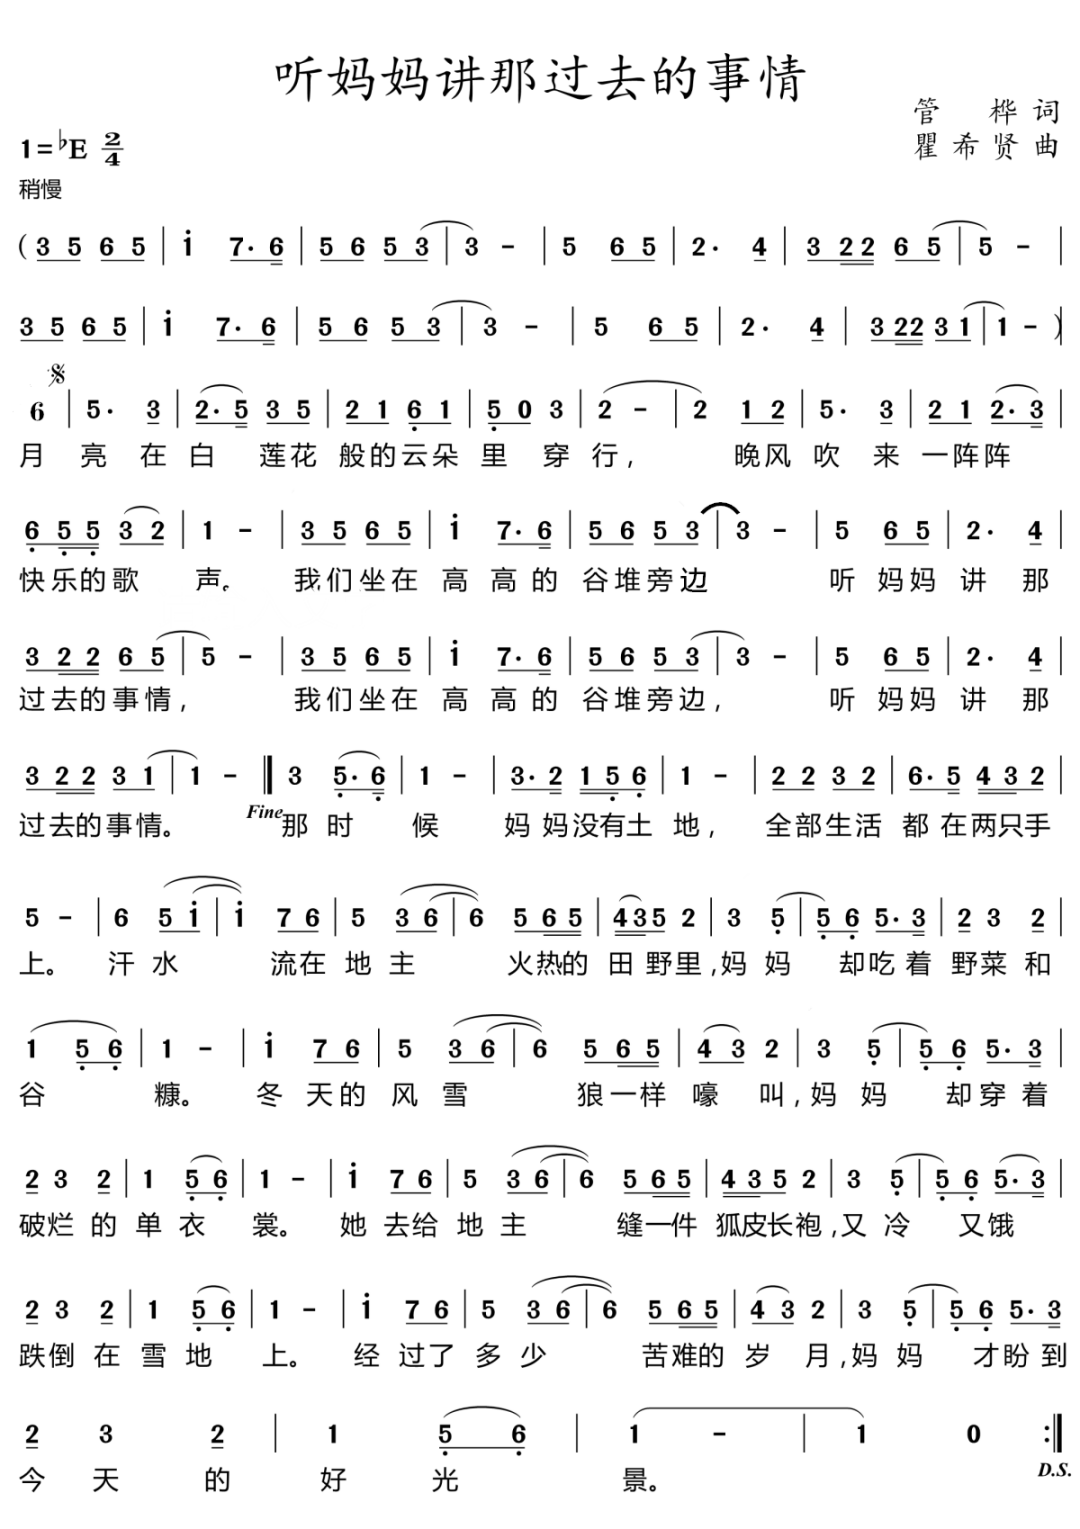 听妈妈讲那过去的事情
管 桦 词
1=♭E 2/4
瞿 希 贤 曲
稍慢
( 3 5 6 5 | i 7. 6 | 5 6 5 3 | 3 - | 5 6 5 | 2. 4 | 3 2 2 6 5 | 5 - |
3 5 6 5 | i 7. 6 | 5 6 5 3 | 3 - | 5 6 5 | 2. 4 | 3 2 2 3 1 | 1 - )|
6 | 5. 3 | 2. 5 3 5 | 2 1 6 1 | 5 0 3 | 2 - | 2 1 2 | 5. 3 | 2 1 2. 3 |
月 亮 在 白 莲花 般的云朵 里 穿 行, 晚风 吹 来 一阵阵
6 5 5 3 2 | 1 - | 3 5 6 5 | i 7. 6 | 5 6 5 3 | 3 - | 5 6 5 | 2. 4 |
快乐的歌 声。 我们坐在 高 高 的 谷堆旁边 听 妈妈 讲 那
3 2 2 6 5 | 5 - | 3 5 6 5 | i 7. 6 | 5 6 5 3 | 3 - | 5 6 5 | 2. 4 |
过去的事情, 我们坐在 高 高 的 谷堆旁边, 听 妈妈 讲 那
3 2 2 3 1 | 1 - ‖ 3 5. 6 | 1 - | 3. 2 1 5 6 | 1 - | 2 2 3 2 | 6. 5 4 3 2 |
Fine
过去的事情。 那 时 候 妈 妈没有土 地, 全部生活 都 在两只手
5 - | 6 5 i | i 7 6 | 5 3 6 | 6 5 6 5 | 4 3 5 2 | 3 5 | 5 6 5. 3 | 2 3 2 |
上。 汗 水 流在 地 主 火热的 田 野里,妈 妈 却吃 着 野菜 和
1 5 6 | 1 - | i 7 6 | 5 3 6 | 6 5 6 5 | 4 3 2 | 3 5 | 5 6 5. 3 |
谷 糠。 冬 天的 风 雪 狼一样 嚎 叫,妈 妈 却穿 着
2 3 2 | 1 5 6 | 1 - | i 7 6 | 5 3 6 | 6 5 6 5 | 4 3 5 2 | 3 5 | 5 6 5. 3 |
破烂 的 单 衣 裳。 她 去给 地 主 缝一件 狐皮长袍,又 冷 又饿
2 3 2 | 1 5 6 | 1 - | i 7 6 | 5 3 6 | 6 5 6 5 | 4 3 2 | 3 5 | 5 6 5. 3
跌倒 在 雪 地 上。 经 过了 多 少 苦难的 岁 月,妈 妈 才盼 到
2 3 2 | 1 5 6 | 1 - | 1 0 :‖
D.S.
今 天 的 好 光 景。